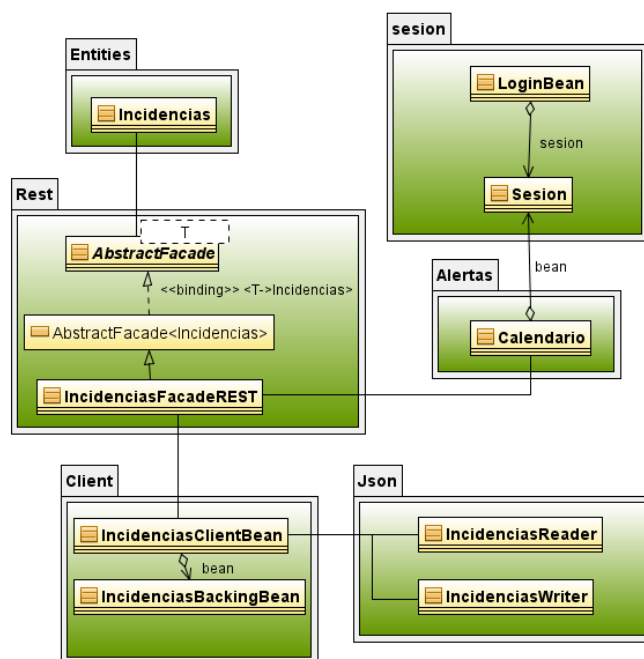 sesion
Entities
LoginBean
Incidencias
sesion
Rest
Sesion
T
AbstractFacade
bean
<<binding>> <T->Incidencias>
Alertas
AbstractFacade<Incidencias>
Calendario
IncidenciasFacadeREST
Client
Json
IncidenciasClientBean
IncidenciasReader
bean
IncidenciasBackingBean
IncidenciasWriter